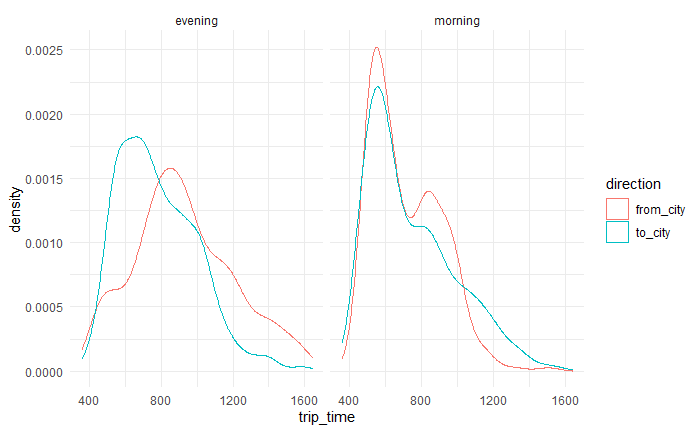 evening morning
0.0025
0.0020
0.0015
0.0010
0.0005
0.0000
density
400 800 1200 1600 400 800 1200 1600
trip_time
direction
from_city
to_city